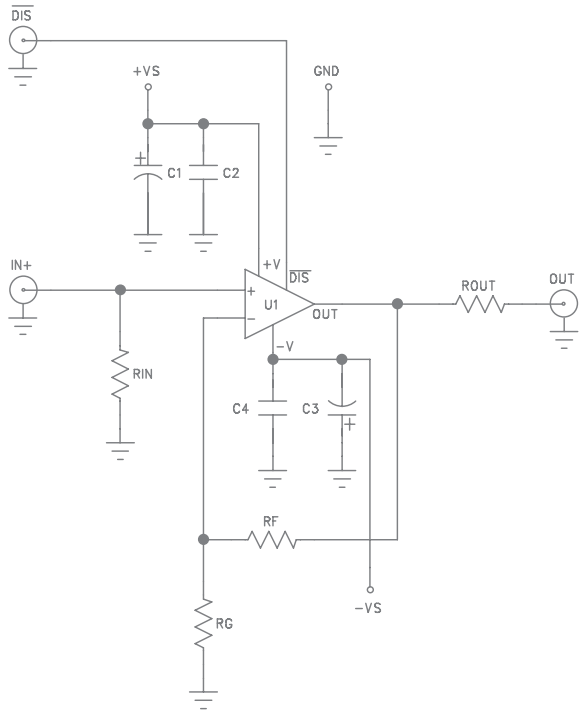 DIS
+VS
GND
+
C1
C2
IN+
+V
DIS
+
U1
−
OUT
ROUT
OUT
−V
RIN
C4
C3
+
RF
−VS
RG